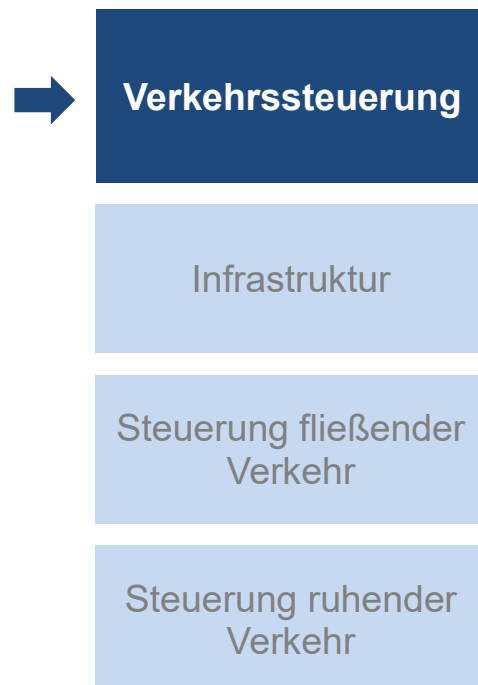 Verkehrssteuerung
Infrastruktur
Steuerung fließender
Verkehr
Steuerung ruhender
Verkehr